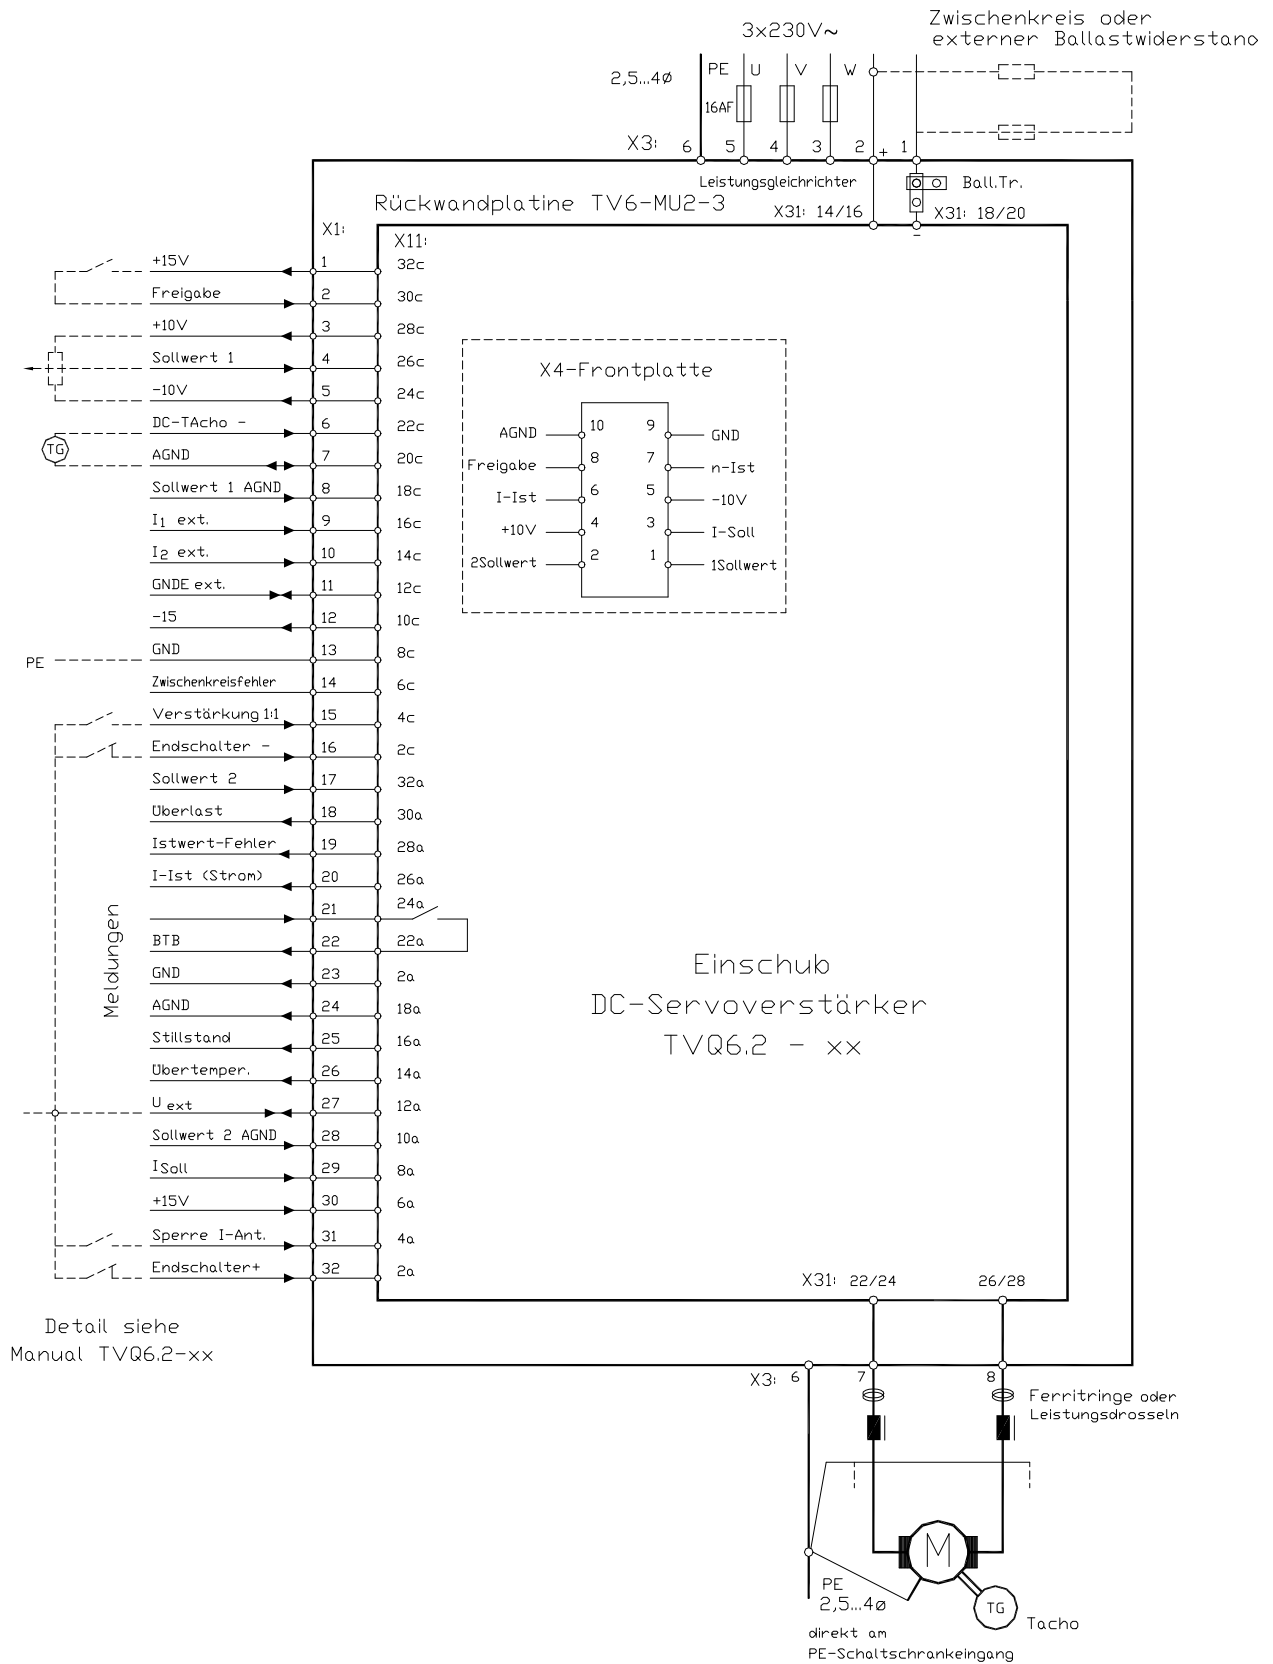 Zwischenkreis oder
externer Ballastwiderstand
3x230V~
2,5...4ø
PE U V W
16AF
X3: 6 5 4 3 2 + 1
Leistungsgleichrichter
Ball.Tr.
Rückwandplatine TV6-MU2-3
X31: 14/16
X31: 18/20
–
X1:
X11:
+15V 1 32c
Freigabe 2 30c
+10V 3 28c
Sollwert 1 4 26c
-10V 5 24c
DC-TAcho - 6 22c
TG
AGND 7 20c
Sollwert 1 AGND 8 18c
I1 ext. 9 16c
I2 ext. 10 14c
GNDE ext. 11 12c
-15 12 10c
PE GND 13 8c
Zwischenkreisfehler 14 6c
Verstärkung 1:1 15 4c
Endschalter - 16 2c
Sollwert 2 17 32a
Überlast 18 30a
Istwert-Fehler 19 28a
I-Ist (Strom) 20 26a
21 24a
BTB 22 22a
GND 23 2a
AGND 24 18a
Stillstand 25 16a
Übertemper. 26 14a
U ext 27 12a
Sollwert 2 AGND 28 10a
I Soll 29 8a
+15V 30 6a
Sperre I-Ant. 31 4a
Endschalter+ 32 2a
Meldungen
X4-Frontplatte
AGND 10 9 GND
Freigabe 8 7 n-Ist
I-Ist 6 5 -10V
+10V 4 3 I-Soll
2Sollwert 2 1 1Sollwert
Einschub
DC-Servoverstärker
TVQ6.2 - xx
X31: 22/24 26/28
Detail siehe
Manual TVQ6.2-xx
X3: 6 7 8
Ferritringe oder
Leistungsdrosseln
M
TG
Tacho
PE
2,5...4ø
direkt am
PE-Schaltschrankeingang